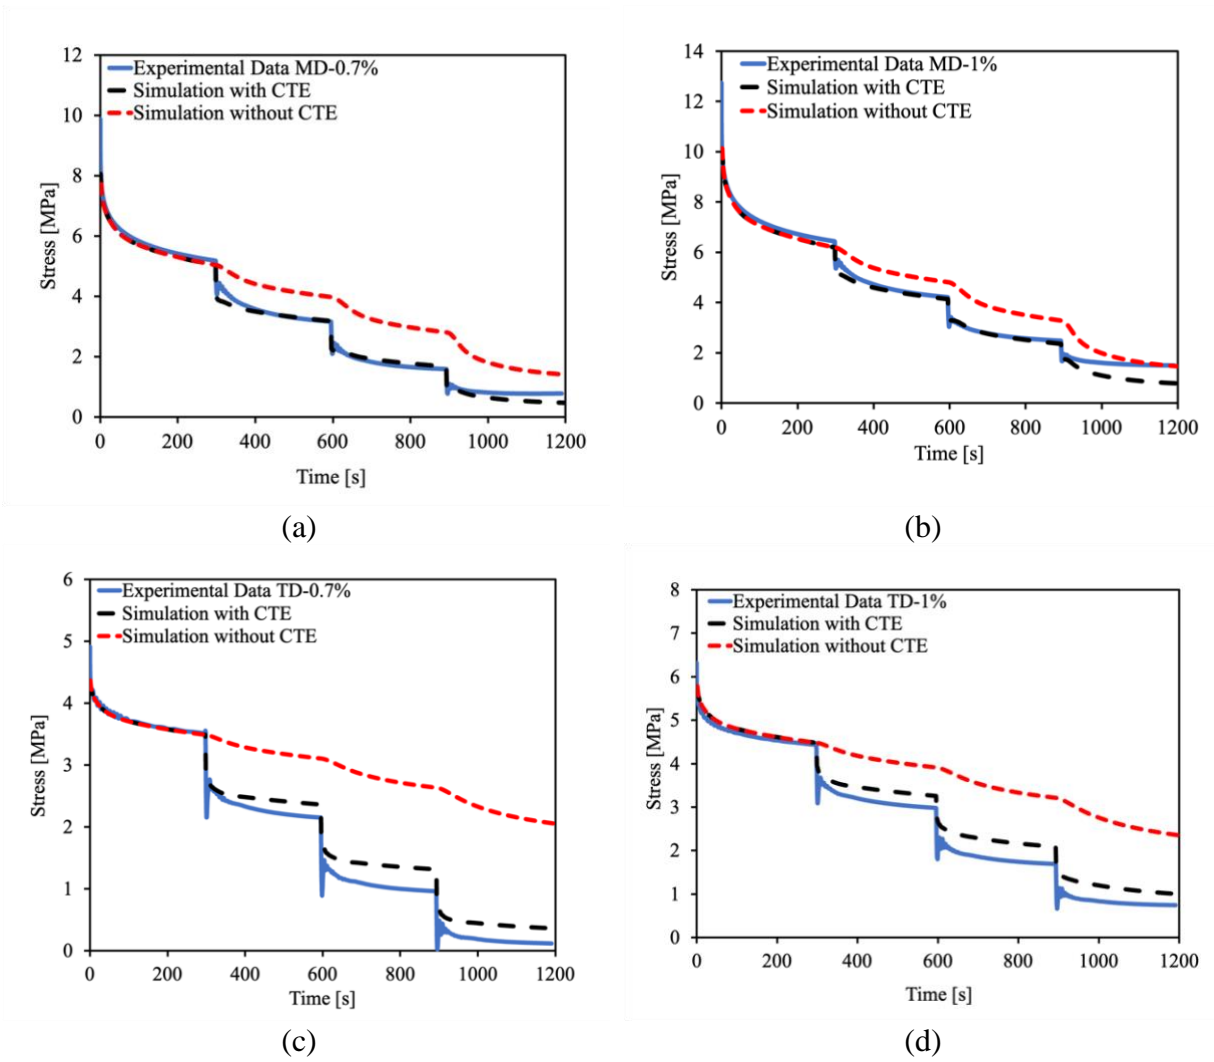 12
10
8
6
4
2
0
Stress [MPa]
Experimental Data MD-0.7%
Simulation with CTE
Simulation without CTE
0 200 400 600 800 1000 1200
Time [s]
(a)
14
12
10
8
6
4
2
0
Stress [MPa]
Experimental Data MD-1%
Simulation with CTE
Simulation without CTE
0 200 400 600 800 1000 1200
Time [s]
(b)
6
5
4
3
2
1
0
Stress [MPa]
Experimental Data TD-0.7%
Simulation with CTE
Simulation without CTE
0 200 400 600 800 1000 1200
Time [s]
(c)
8
7
6
5
4
3
2
1
0
Stress [MPa]
Experimental Data TD-1%
Simulation with CTE
Simulation without CTE
0 200 400 600 800 1000 1200
Time [s]
(d)